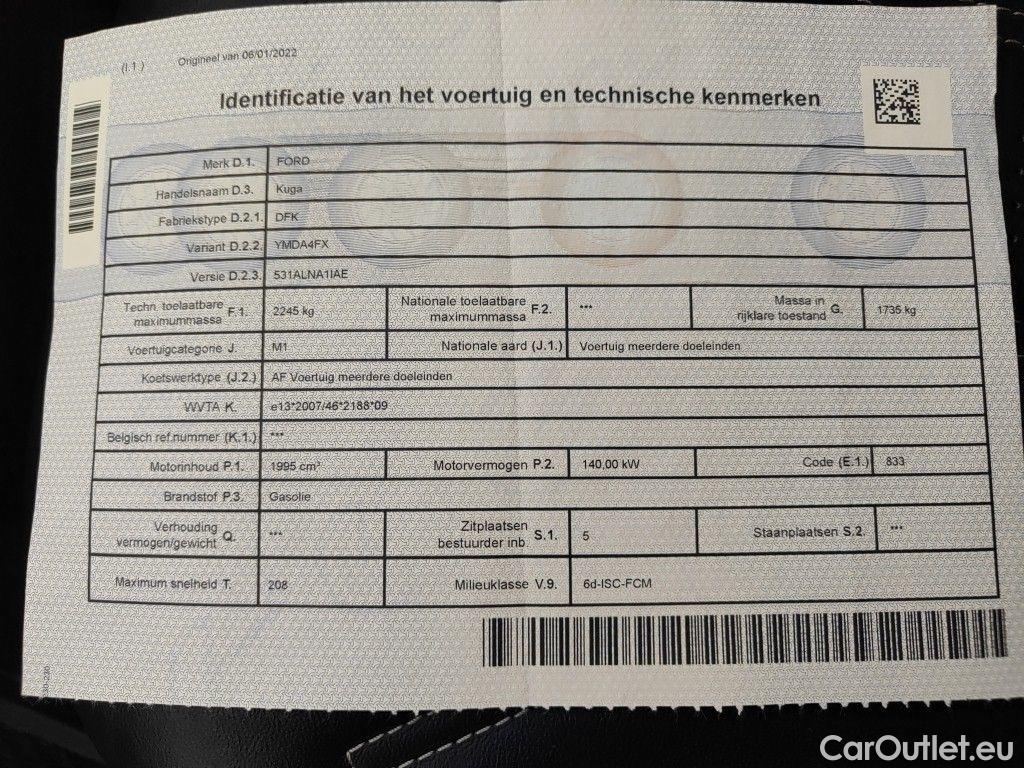 (I.1.) Origineel van 06/01/2022
Identificatie van het voertuig en technische kenmerken
Merk D.1. FORD
Handelsnaam D.3. Kuga
Fabriekstype D.2.1. DFK
Variant D.2.2. YMDA4FX
Versie D.2.3. 531ALNA1IAE
Techn. toelaatbare
maximummassa F.1. 2245 kg
Nationale toelaatbare
maximummassa F.2. ***
Massa in
rijklare toestand G. 1735 kg
Voertuigcategorie J. M1 Nationale aard (J.1.) Voertuig meerdere doeleinden
Koetswerktype (J.2.) AF Voertuig meerdere doeleinden
WVTA K. e13*2007/46*2188*09
Belgisch ref.nummer (K.1.) ***
Motorinhoud P.1. 1995 cm³ Motorvermogen P.2. 140,00 kW Code (E.1.) 833
Brandstof P.3. Gasolie
Verhouding
vermogen/gewicht Q. ***
Zitplaatsen
bestuurder inb. S.1. 5
Staanplaatsen S.2. ***
Maximum snelheid T. 208 Milieuklasse V.9. 6d-ISC-FCM
CarOutlet.eu